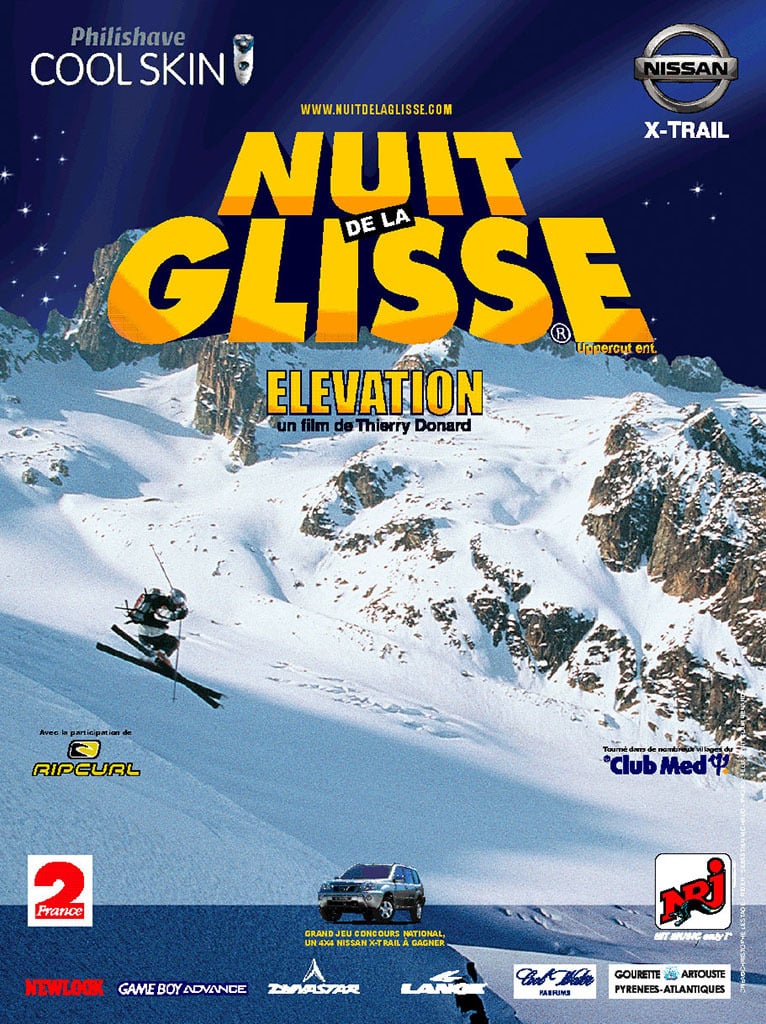 Philishave
COOLSKIN
NISSAN
X-TRAIL
WWW.NUITDELAGLISSE.COM
NUIT
DE LA
GLISSE
®
Uppercut ent.
ELEVATION
un film de Thierry Donard
Avec la participation de
RIP CURL
Tourné dans de nombreux villages du
Club Med
2
France
NRJ
HIT MUSIC only !
GRAND JEU CONCOURS NATIONAL,
UN 4X4 NISSAN X-TRAIL À GAGNER
NEWLOOK
GAME BOY ADVANCE
DYNASTAR
LANGE
Cool Water
PARFUMS
GOURETTE ARTOUSTE
PYRENEES-ATLANTIQUES